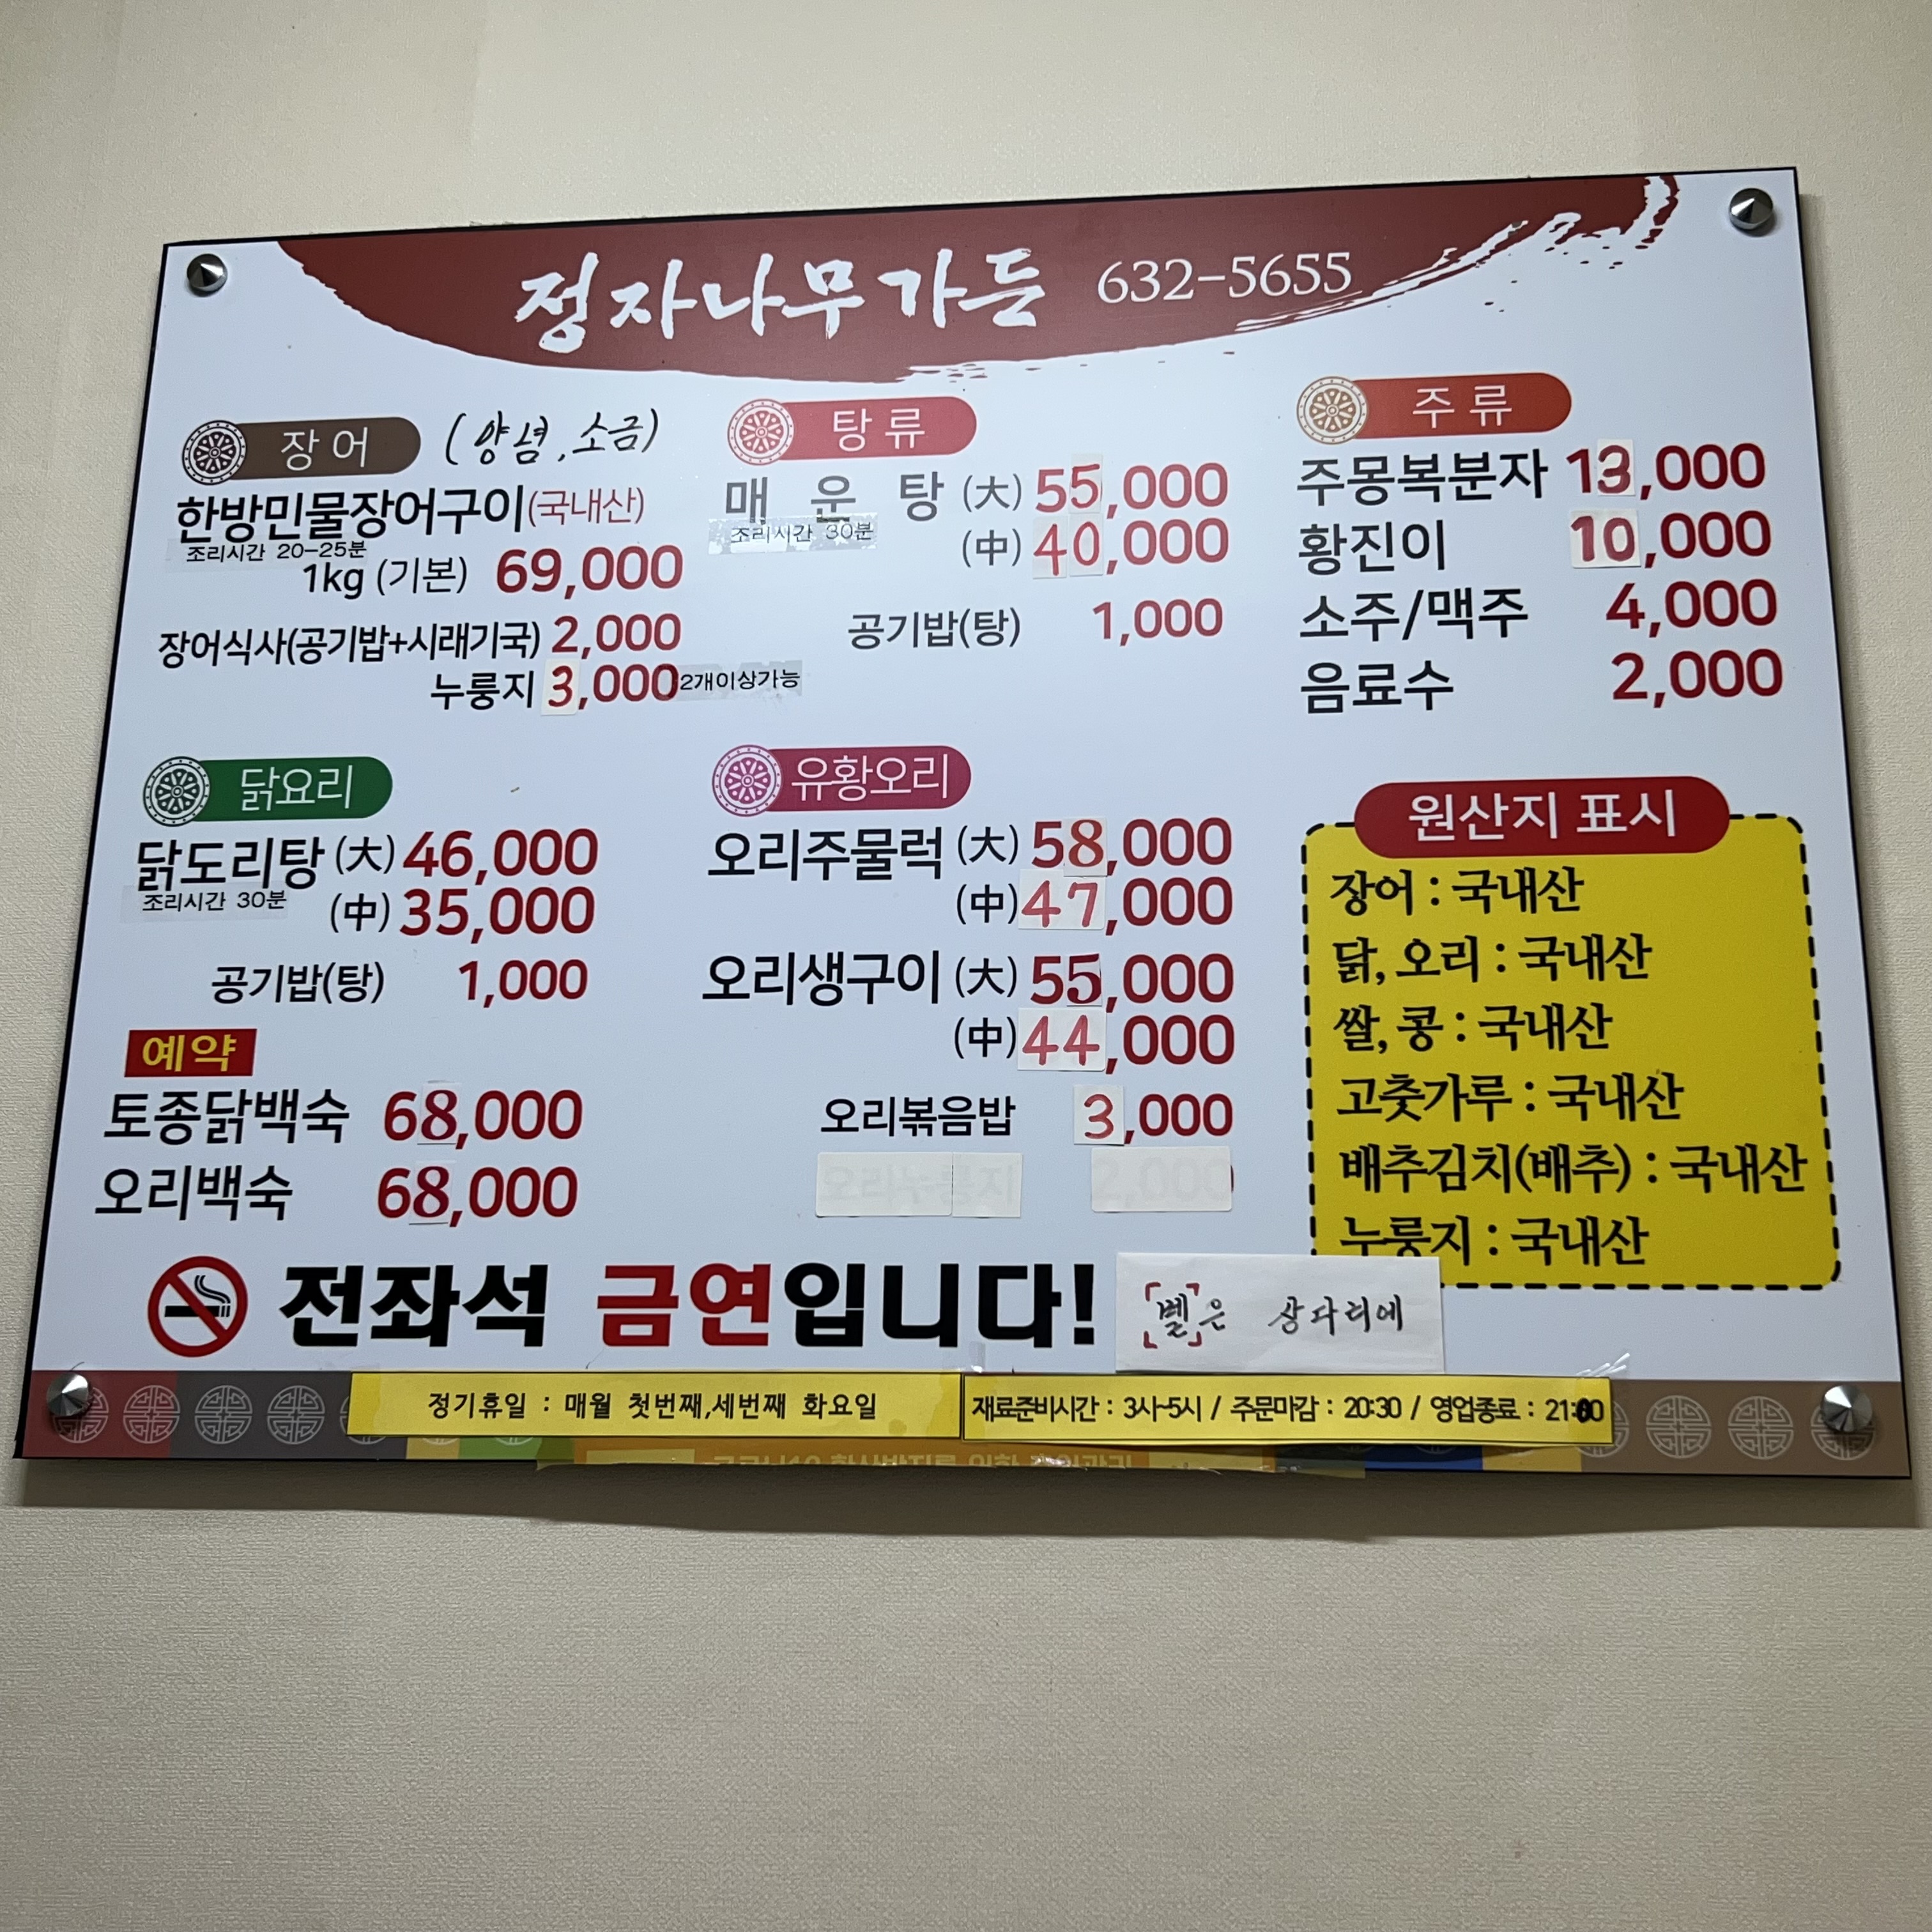 정자나무가든 632-5655
장어 (양념,소금)
한방민물장어구이(국내산)
조리시간 20-25분
1kg (기본) 69,000
장어식사(공기밥+시래기국) 2,000
누룽지 3,000 2개이상가능
탕류
매운탕 (大) 55,000
조리시간 30분
(中) 40,000
공기밥(탕) 1,000
주류
주몽복분자 13,000
황진이 10,000
소주/맥주 4,000
음료수 2,000
닭요리
닭도리탕 (大) 46,000
조리시간 30분
(中) 35,000
공기밥(탕) 1,000
예약
토종닭백숙 68,000
오리백숙 68,000
유황오리
오리주물럭 (大) 58,000
(中) 47,000
오리생구이 (大) 55,000
(中) 44,000
오리볶음밥 3,000
오리누룽지 2,000
원산지 표시
장어 : 국내산
닭, 오리 : 국내산
쌀, 콩 : 국내산
고춧가루 : 국내산
배추김치(배추) : 국내산
누룽지 : 국내산
전좌석 금연입니다!
벨은 상다리에
정기휴일 : 매월 첫번째,세번째 화요일
재료준비시간 : 3시~5시 / 주문마감 : 20:30 / 영업종료 : 21:00